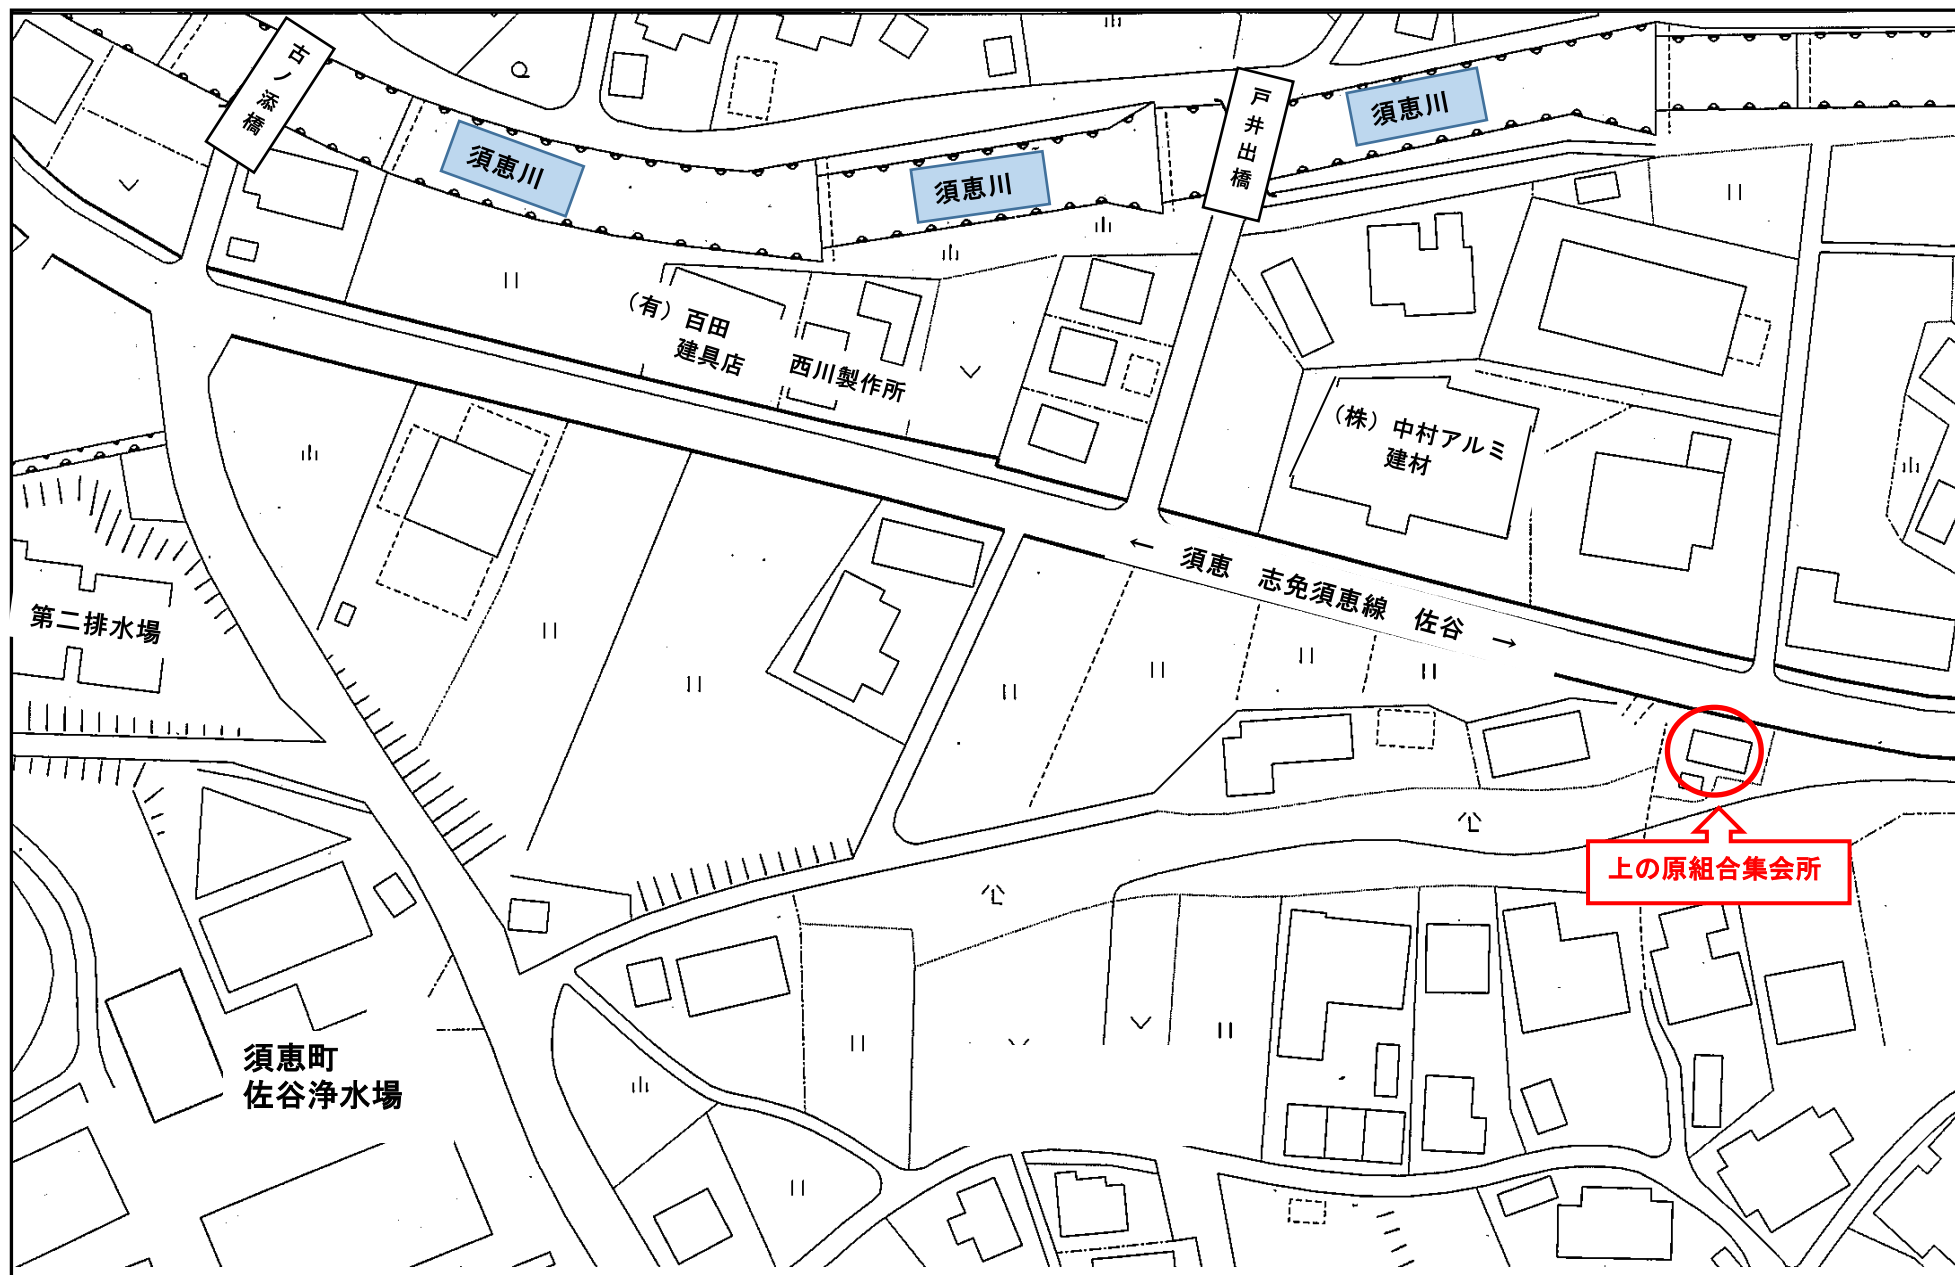 古ノ添橋
戸井出橋
須恵川
須恵川
須恵川
（有）百田
建具店
西川製作所
（株）中村アルミ
建材
← 須恵　志免須恵線　佐谷 →
第二排水場
上の原組合集会所
須恵町
佐谷浄水場